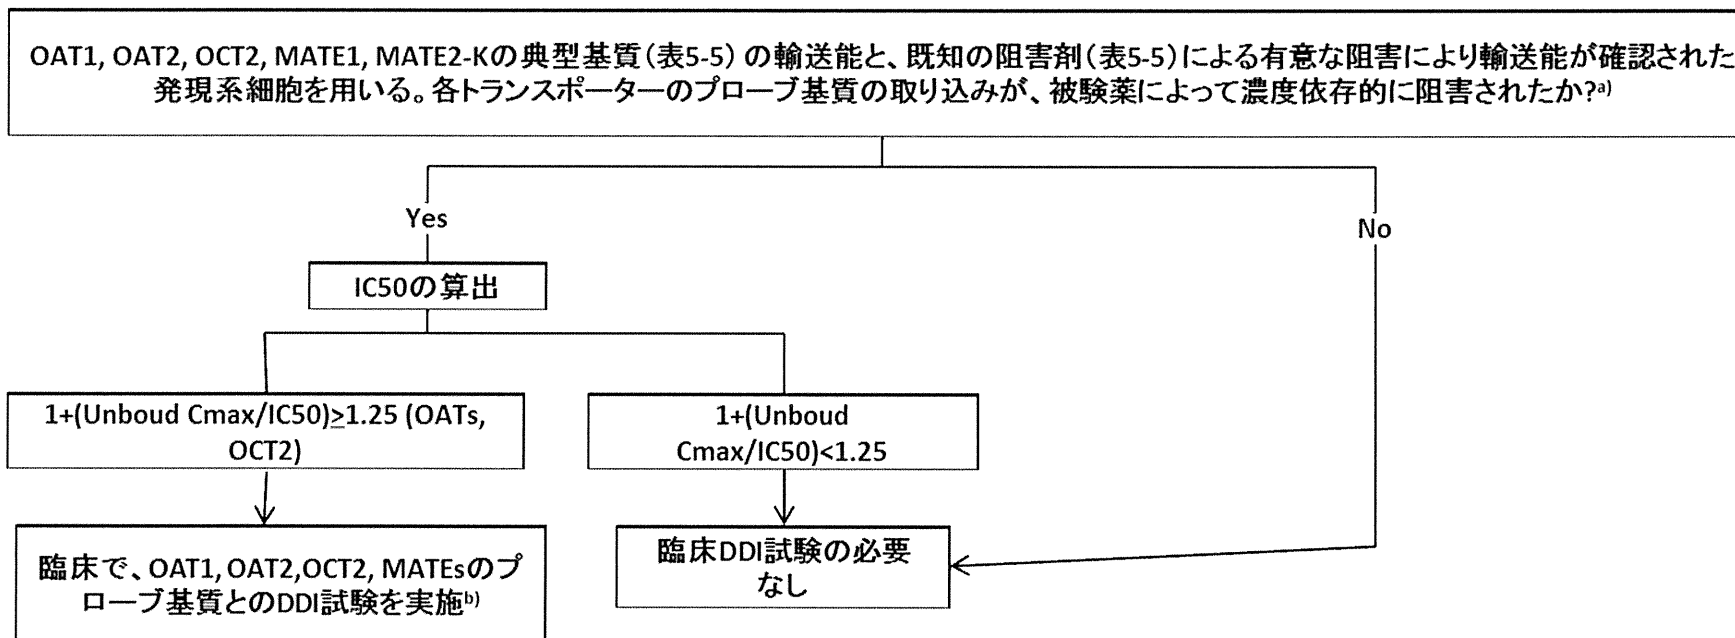 OAT1, OAT2, OCT2, MATE1, MATE2-Kの典型基質(表5-5) の輸送能と、既知の阻害剤(表5-5)による有意な阻害により輸送能が確認された
発現系細胞を用いる。各トランスポーターのプローブ基質の取り込みが、被験薬によって濃度依存的に阻害されたか?a)
Yes
No
IC50の算出
1+(Unboud Cmax/IC50)≥1.25 (OATs,
OCT2)
1+(Unboud
Cmax/IC50)<1.25
臨床で、OAT1, OAT2,OCT2, MATEsのプ
ローブ基質とのDDI試験を実施b)
臨床DDI試験の必要
なし